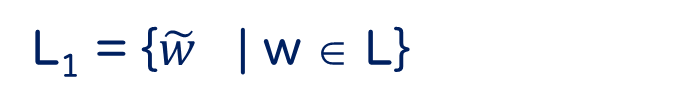 L₁ = {w̃ | w ∈ L}